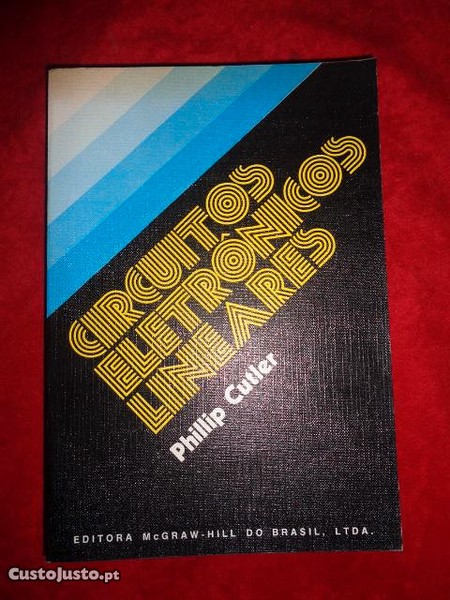 CIRCUITOS
ELETRÔNICOS
LINEARES
Phillip Cutler
EDITORA McGRAW-HILL DO BRASIL, LTDA.
CustoJusto.pt